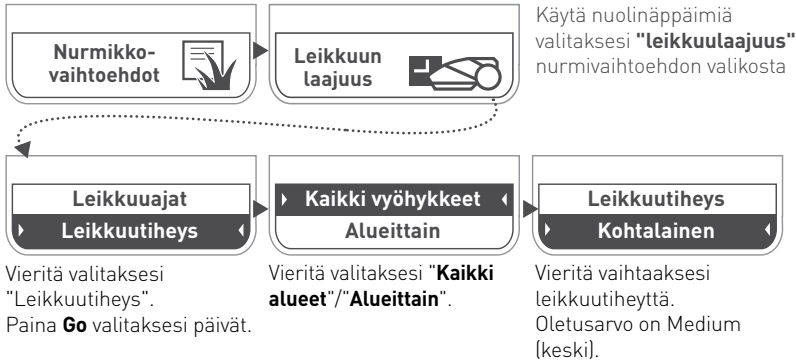 Nurmikko-
vaihtoehdot
Leikkuun
laajuus
Käytä nuolinäppäimiä
valitaksesi "leikkuulaajuus"
nurmivaihtoehdon valikosta
Leikkuuajat
Leikkuutiheys
Kaikki vyöhykkeet
Alueittain
Leikkuutiheys
Kohtalainen
Vieritä valitaksesi
"Leikkuutiheys".
Paina Go valitaksesi päivät.
Vieritä valitaksesi "Kaikki
alueet"/"Alueittain".
Vieritä vaihtaaksesi
leikkuutiheyttä.
Oletusarvo on Medium
(keski).